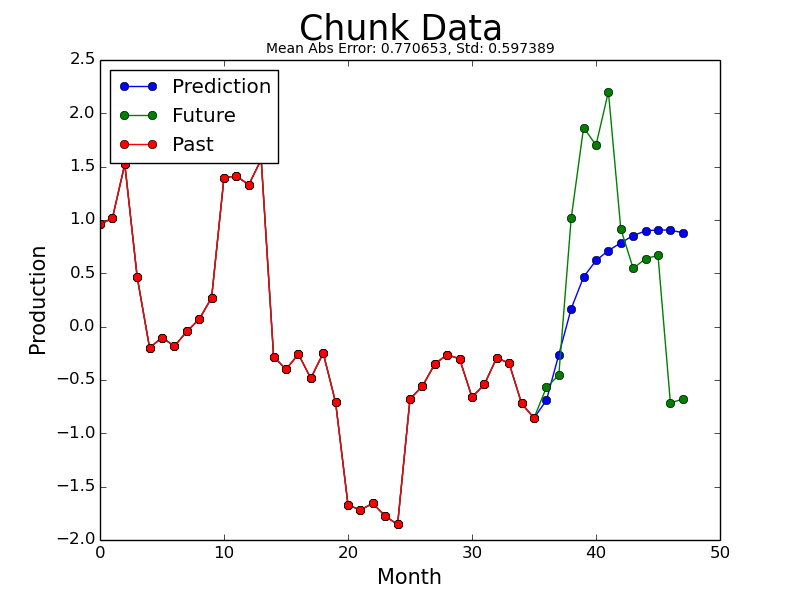 Chunk Data
Mean Abs Error: 0.770653, Std: 0.597389
2.5
2.0
1.5
1.0
0.5
0.0
−0.5
−1.0
−1.5
−2.0
Production
Prediction
Future
Past
0 10 20 30 40 50
Month